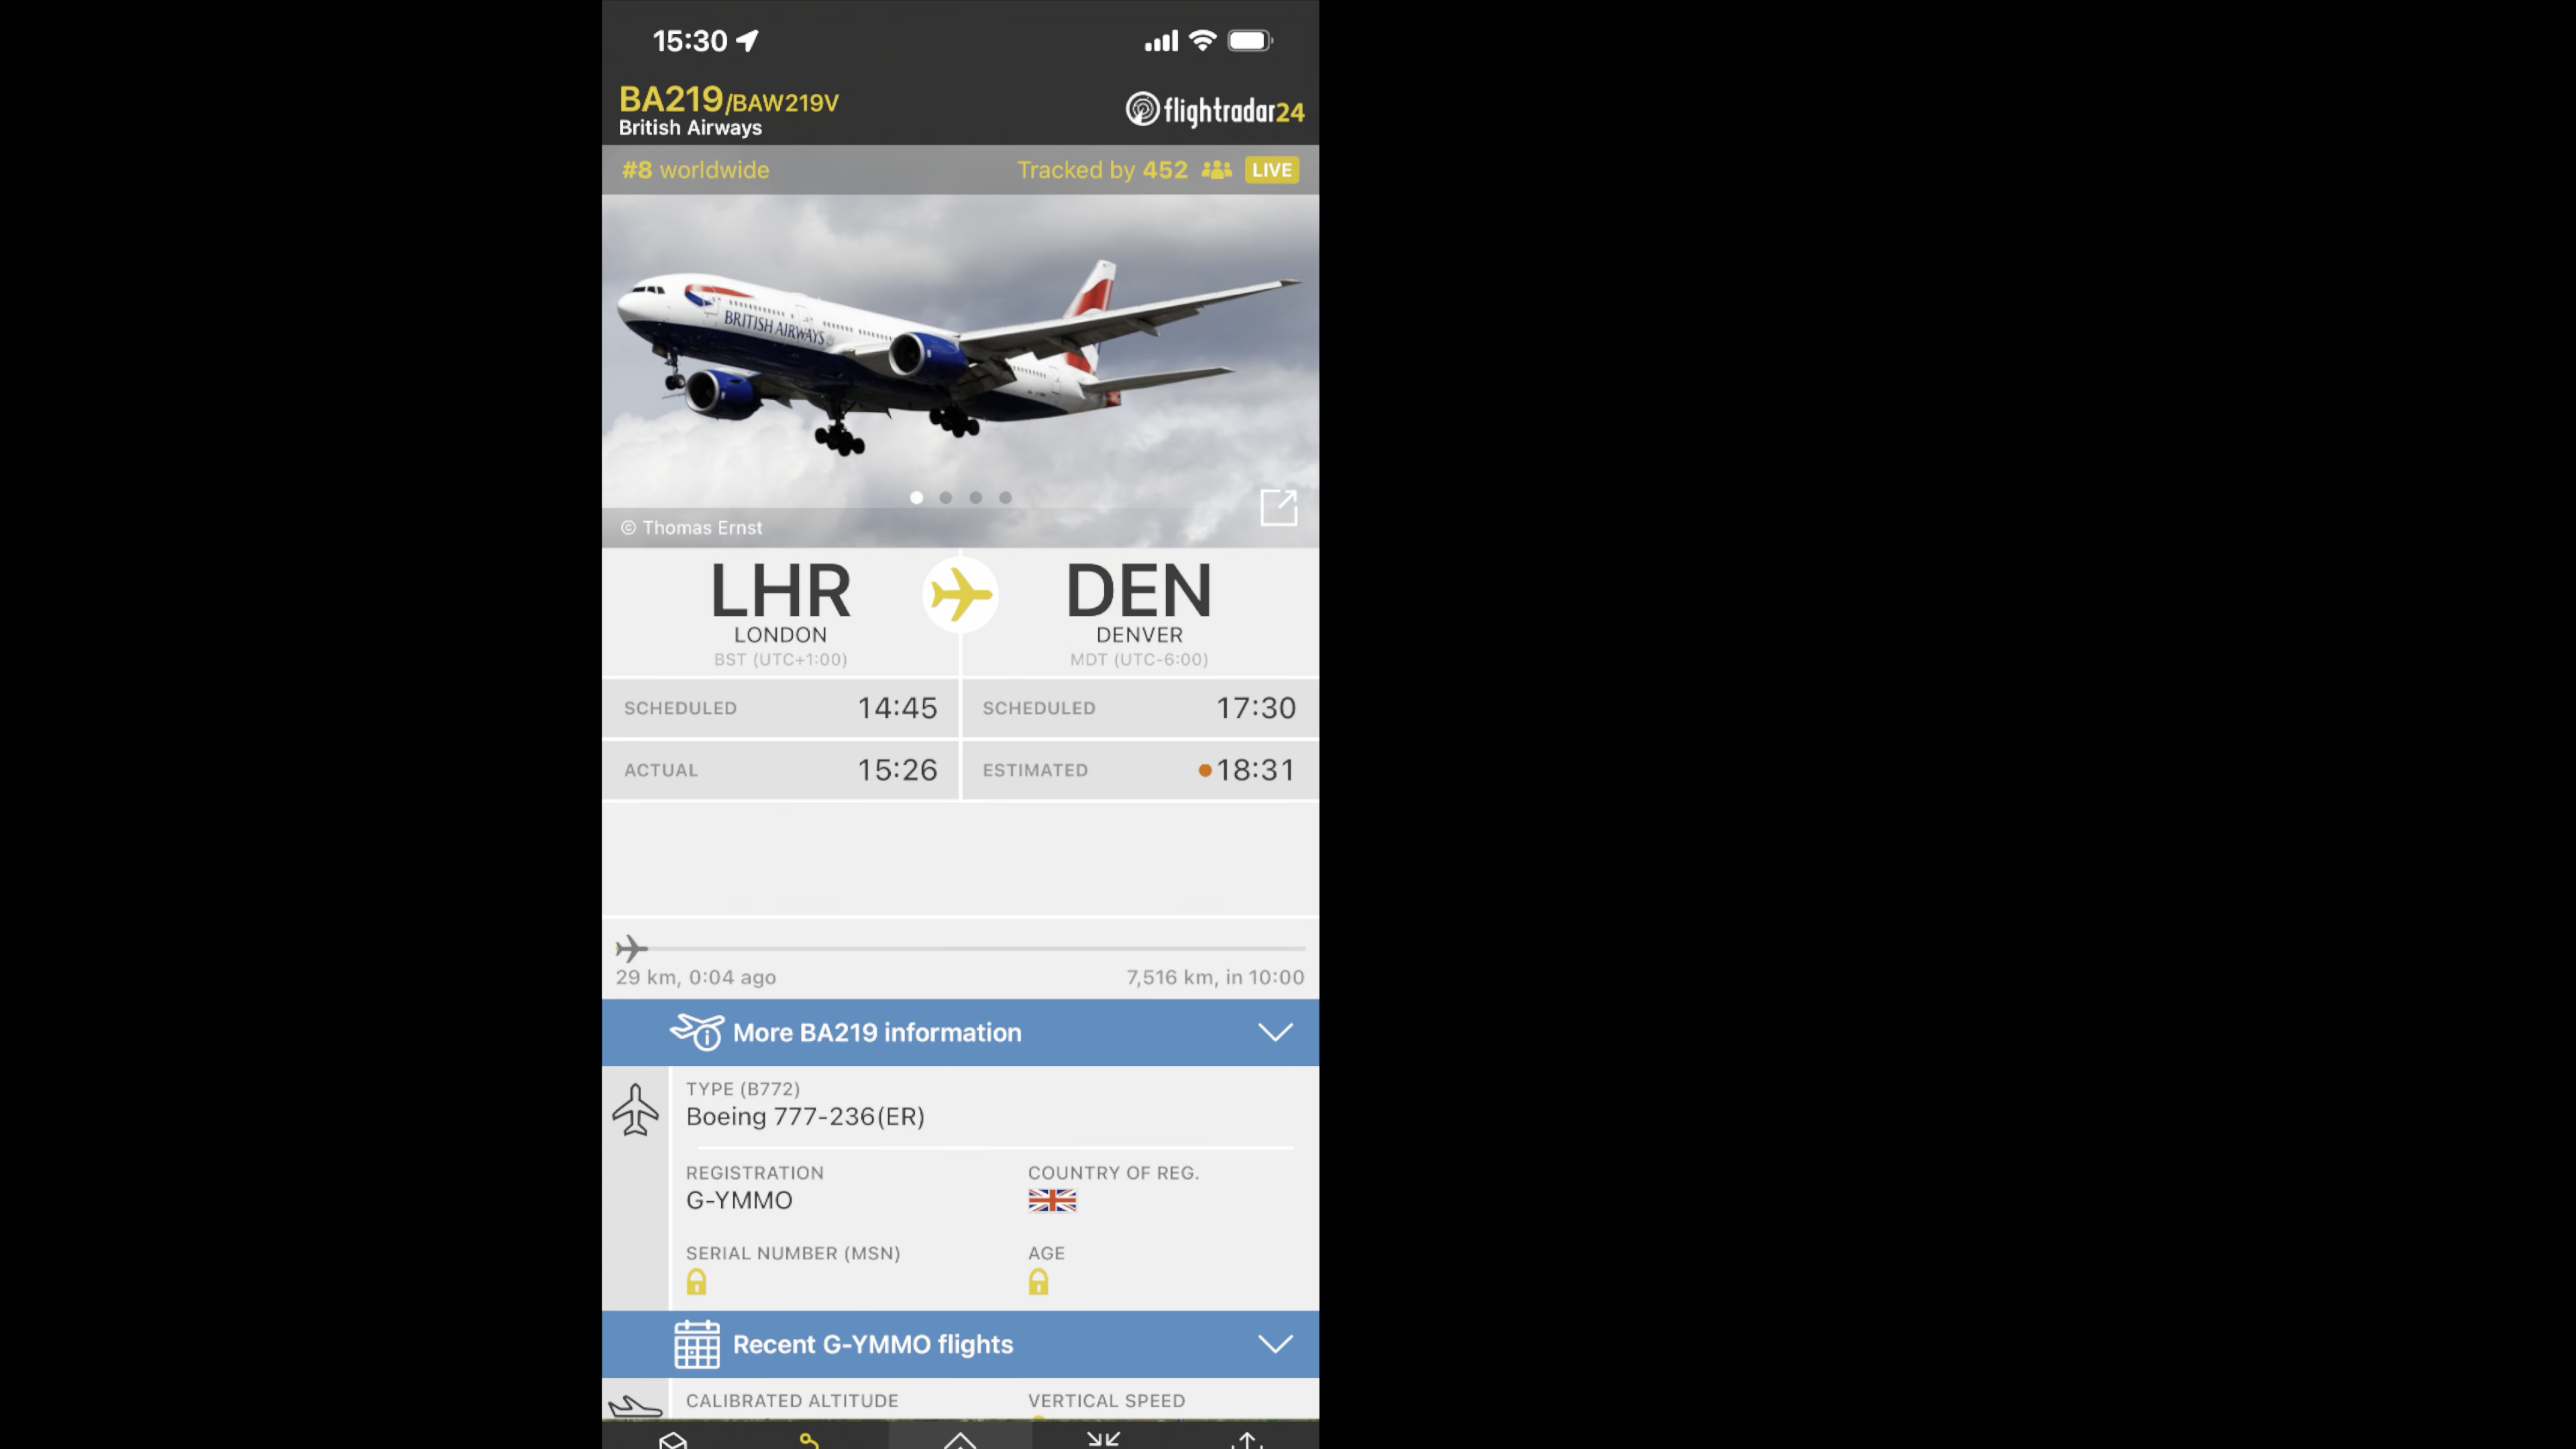 15:30
BA219/BAW219V
British Airways
flightradar24
#8 worldwide
Tracked by 452 LIVE
BRITISH AIRWAYS
© Thomas Ernst
LHR
LONDON
BST (UTC+1:00)
DEN
DENVER
MDT (UTC-6:00)
SCHEDULED 14:45
SCHEDULED 17:30
ACTUAL 15:26
ESTIMATED 18:31
29 km, 0:04 ago
7,516 km, in 10:00
More BA219 information
TYPE (B772)
Boeing 777-236(ER)
REGISTRATION
G-YMMO
COUNTRY OF REG.
SERIAL NUMBER (MSN)
AGE
Recent G-YMMO flights
CALIBRATED ALTITUDE
VERTICAL SPEED